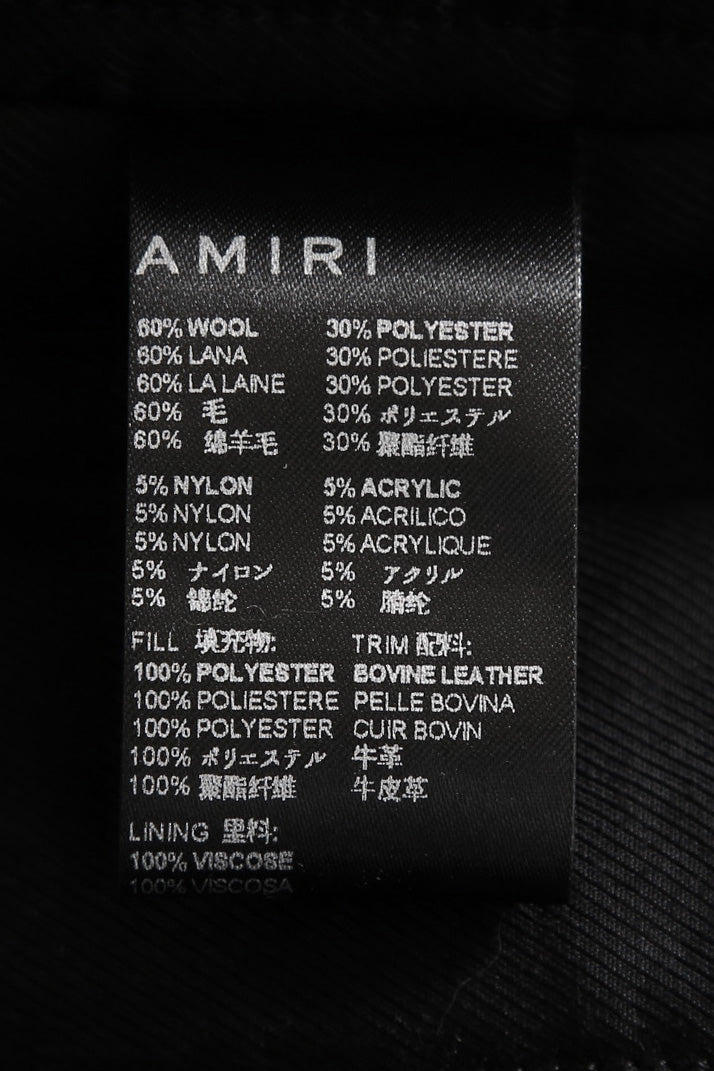 AMIRI
60% WOOL
60% LANA
60% LA LAINE
60% 毛
60% 绵羊毛
30% POLYESTER
30% POLIESTERE
30% POLYESTER
30% ポリエステル
30% 聚酯纤维
5% NYLON
5% NYLON
5% NYLON
5% ナイロン
5% 锦纶
5% ACRYLIC
5% ACRILICO
5% ACRYLIQUE
5% アクリル
5% 腈纶
FILL 填充物:
100% POLYESTER
100% POLIESTERE
100% POLYESTER
100% ポリエステル
100% 聚酯纤维
TRIM 配料:
BOVINE LEATHER
PELLE BOVINA
CUIR BOVIN
牛革
牛皮革
LINING 里料:
100% VISCOSE
100% VISCOSA